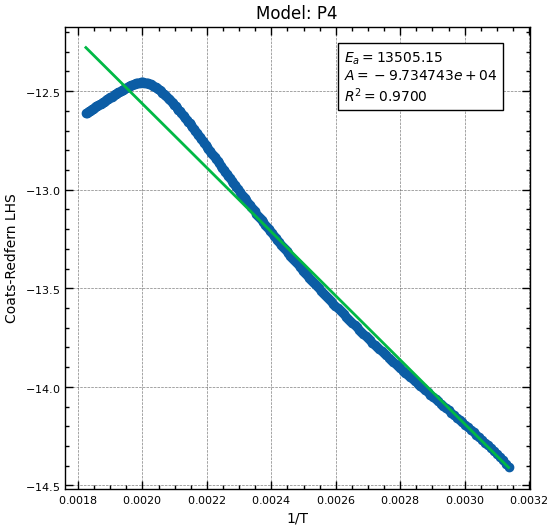 Model: P4
E_a = 13505.15
A = −9.734743e + 04
R^2 = 0.9700
Coats-Redfern LHS
−12.5
−13.0
−13.5
−14.0
−14.5
0.0018 0.0020 0.0022 0.0024 0.0026 0.0028 0.0030 0.0032
1/T